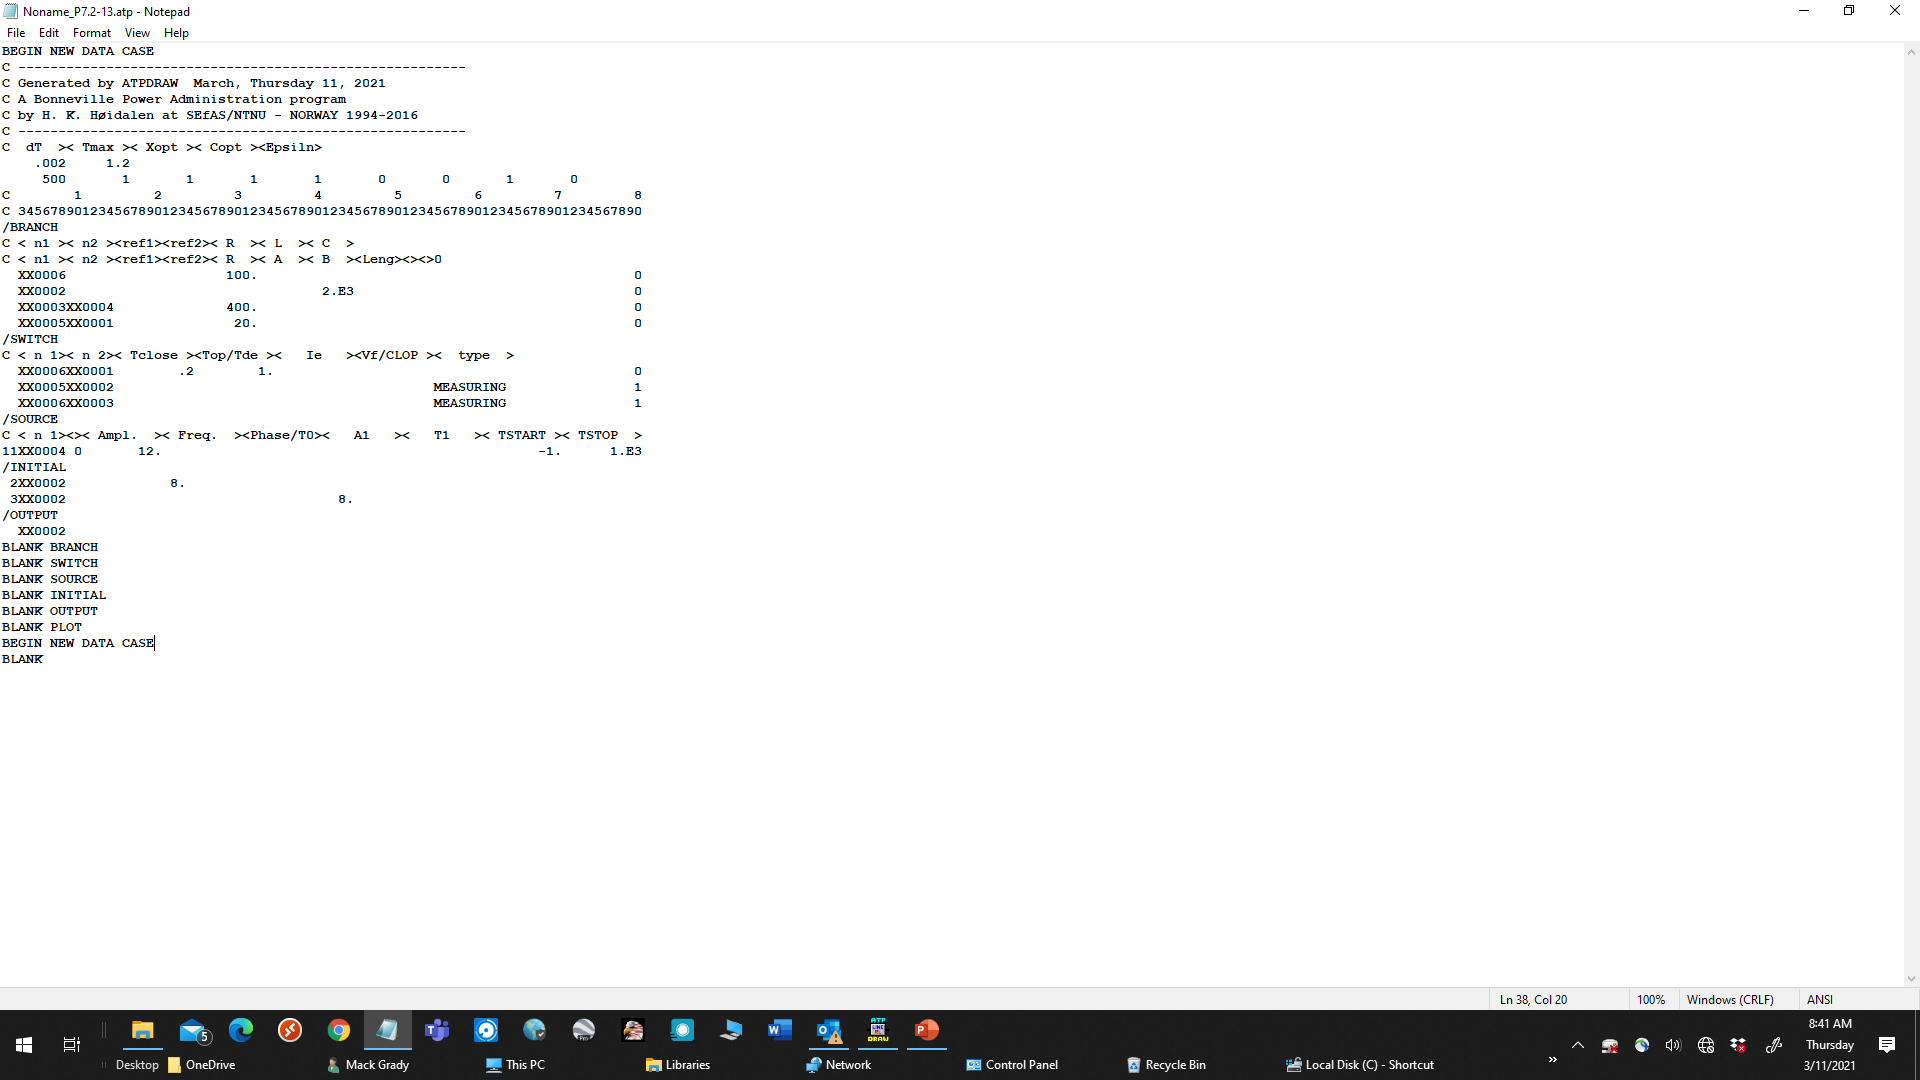 Noname_P7.2-13.atp - Notepad
File Edit Format View Help
BEGIN NEW DATA CASE
C --------------------------------------------------------
C Generated by ATPDRAW  March, Thursday 11, 2021
C A Bonneville Power Administration program
C by H. K. Høidalen at SEfAS/NTNU - NORWAY 1994-2016
C --------------------------------------------------------
C  dT  >< Tmax >< Xopt >< Copt ><Epsiln>
    .002     1.2
     500       1       1       1       1       0       0       1       0
C        1         2         3         4         5         6         7         8
C 345678901234567890123456789012345678901234567890123456789012345678901234567890
/BRANCH
C < n1 >< n2 ><ref1><ref2>< R  >< L  >< C  >
C < n1 >< n2 ><ref1><ref2>< R  >< A  >< B  ><Leng><><>0
  XX0006                    100.                                               0
  XX0002                                2.E3                                   0
  XX0003XX0004              400.                                               0
  XX0005XX0001               20.                                               0
/SWITCH
C < n 1>< n 2>< Tclose ><Top/Tde ><   Ie   ><Vf/CLOP ><  type  >
  XX0006XX0001        .2        1.                                             0
  XX0005XX0002                                        MEASURING                1
  XX0006XX0003                                        MEASURING                1
/SOURCE
C < n 1><>< Ampl.  >< Freq.  ><Phase/T0><   A1   ><   T1   >< TSTART >< TSTOP  >
11XX0004 0       12.                                               -1.      1.E3
/INITIAL
 2XX0002             8.
 3XX0002                                  8.
/OUTPUT
  XX0002
BLANK BRANCH
BLANK SWITCH
BLANK SOURCE
BLANK INITIAL
BLANK OUTPUT
BLANK PLOT
BEGIN NEW DATA CASE
BLANK
Ln 38, Col 20 100% Windows (CRLF) ANSI
5
ATP
DRAW
8:41 AM
Desktop OneDrive Mack Grady This PC Libraries Network Control Panel Recycle Bin Local Disk (C) - Shortcut » Thursday
3/11/2021